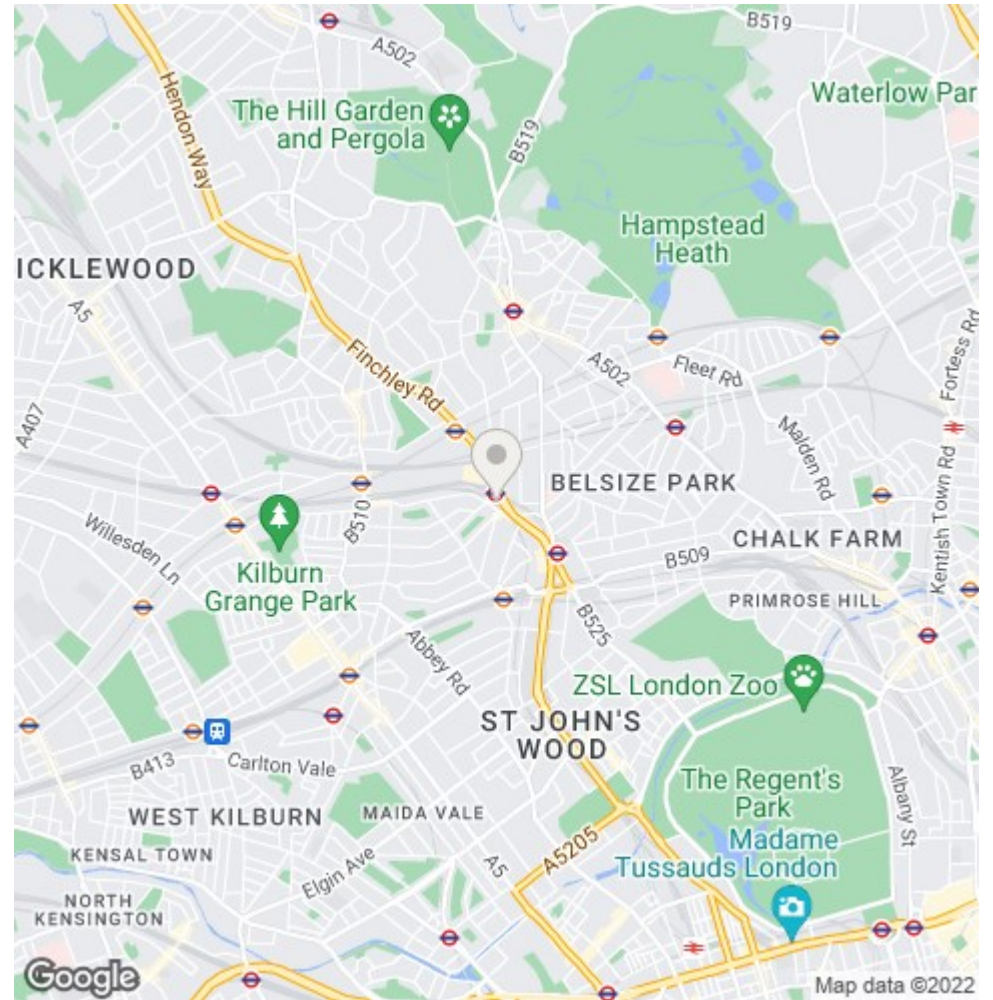 B519
A502
Hendon Way
The Hill Garden
and Pergola
B519
Waterlow Par
Hampstead
Heath
ICKLEWOOD
A5
Finchley Rd
A502
Fleet Rd
Fortess Rd
A407
Malden Rd
BELSIZE PARK
Kentish Town Rd
B510
Willesden Ln
CHALK FARM
B509
Kilburn
Grange Park
PRIMROSE HILL
B525
Abbey Rd
ZSL London Zoo
ST JOHN'S
WOOD
B413
Carlton Vale
The Regent's
Park
Albany St
WEST KILBURN
MAIDA VALE
Madame
Tussauds London
A5205
KENSAL TOWN
Elgin Ave
A5
NORTH
KENSINGTON
Google
Map data ©2022